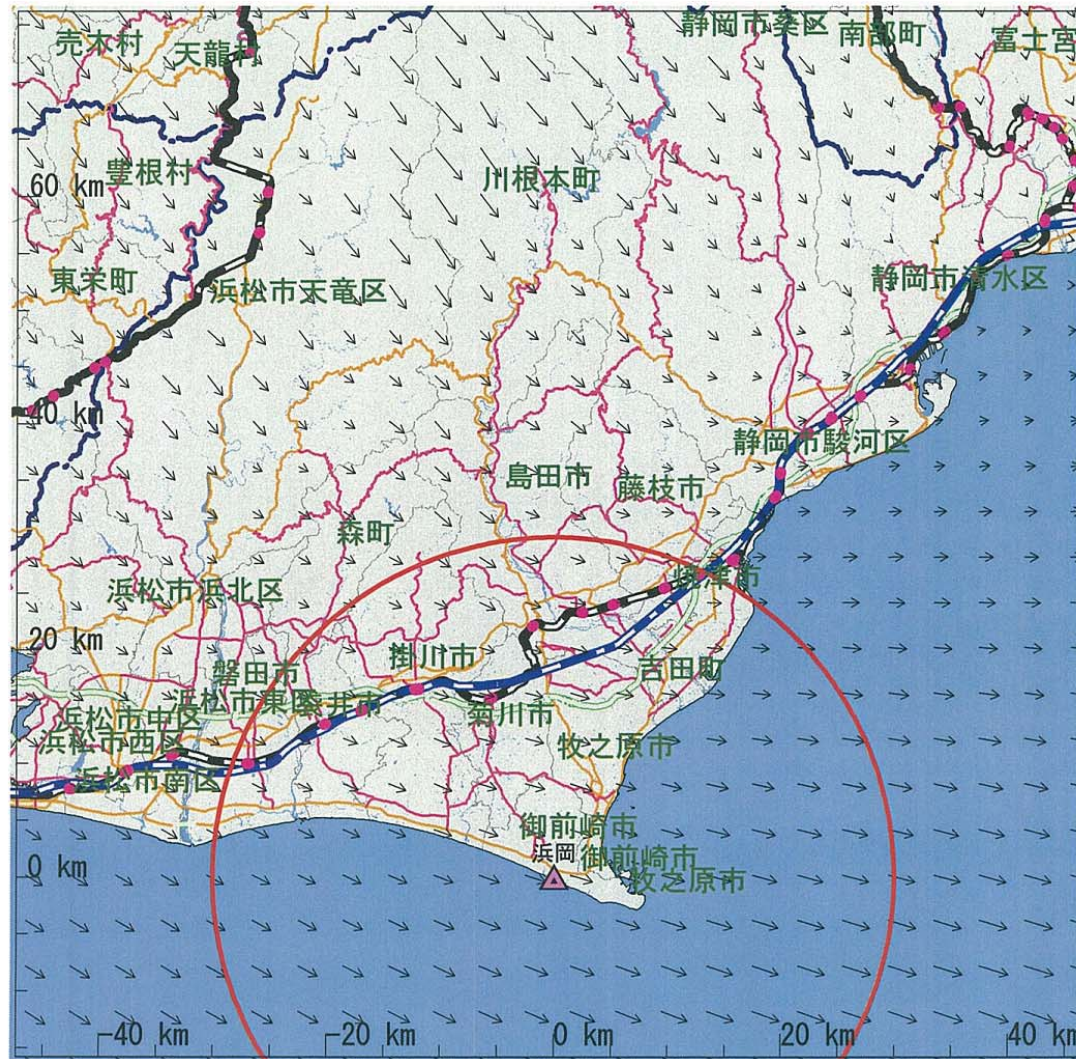 売木村
天龍村
静岡市葵区
南部町
富士宮
豊根村
川根本町
60 km
東栄町
浜松市天竜区
静岡市清水区
40 km
静岡市駿河区
島田市
藤枝市
森町
浜松市浜北区
焼津市
20 km
掛川市
磐田市
吉田町
浜松市東区
袋井市
菊川市
浜松市中区
牧之原市
浜松市西区
浜松市南区
御前崎市
浜岡
御前崎市
牧之原市
0 km
-40 km
-20 km
0 km
20 km
40 km